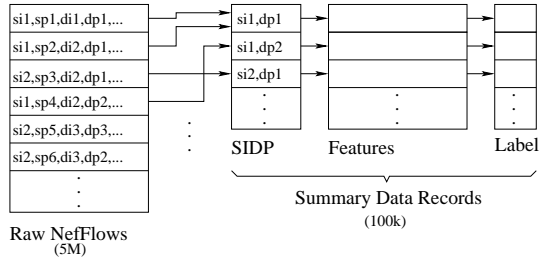 si1,sp1,di1,dp1,...
si1,sp2,di2,dp1,...
si2,sp3,di2,dp1,...
si1,sp4,di2,dp2,...
si2,sp5,di3,dp3,...
si2,sp6,di3,dp2,...
Raw NefFlows
(5M)
si1,dp1
si1,dp2
si2,dp1
SIDP
Features
Label
Summary Data Records
(100k)